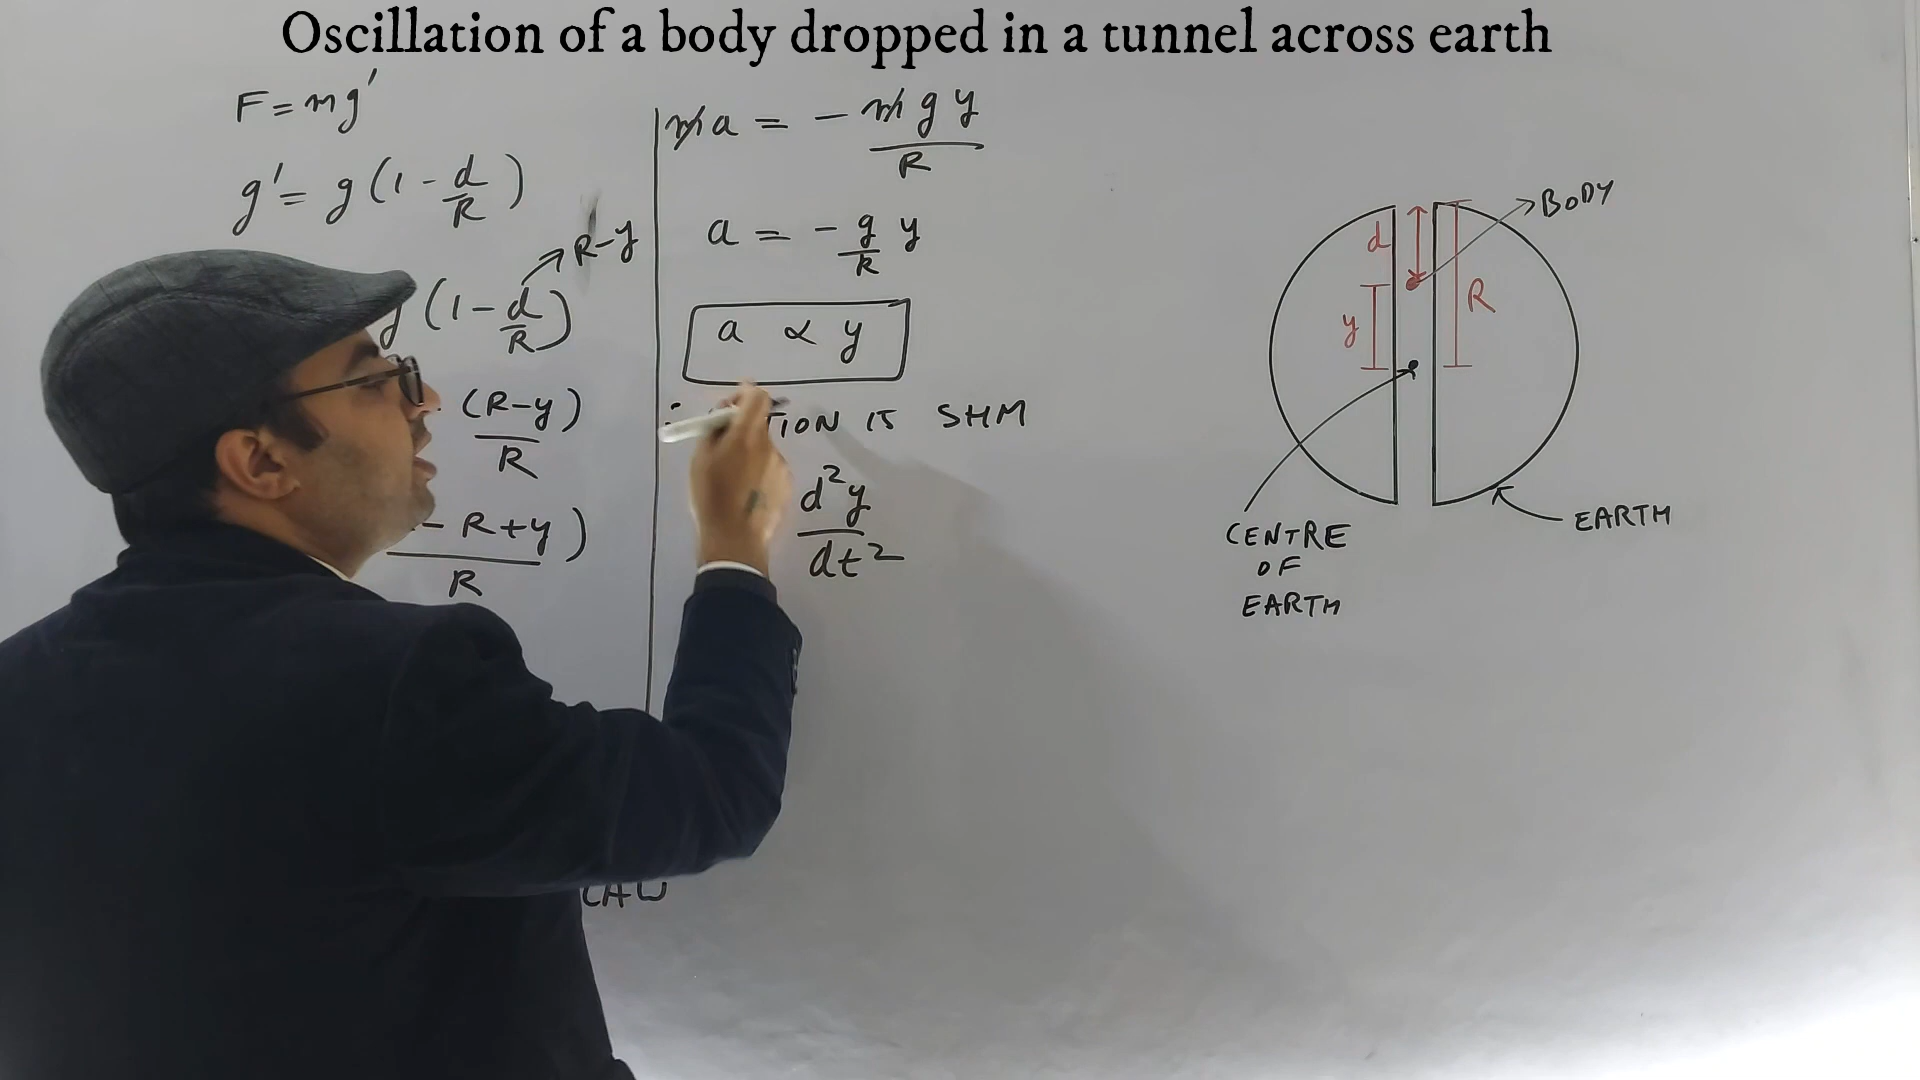 Oscillation of a body dropped in a tunnel across earth
F = mg'
g' = g (1 - d/R)
R-y
g (1 - d/R)
(R-y)/R
- R+y)/R
LAW
ma = - mgy/R
a = - g/R y
a ∝ y
TION IS SHM
d²y/dt²
BODY
d
R
y
CENTRE
OF
EARTH
EARTH